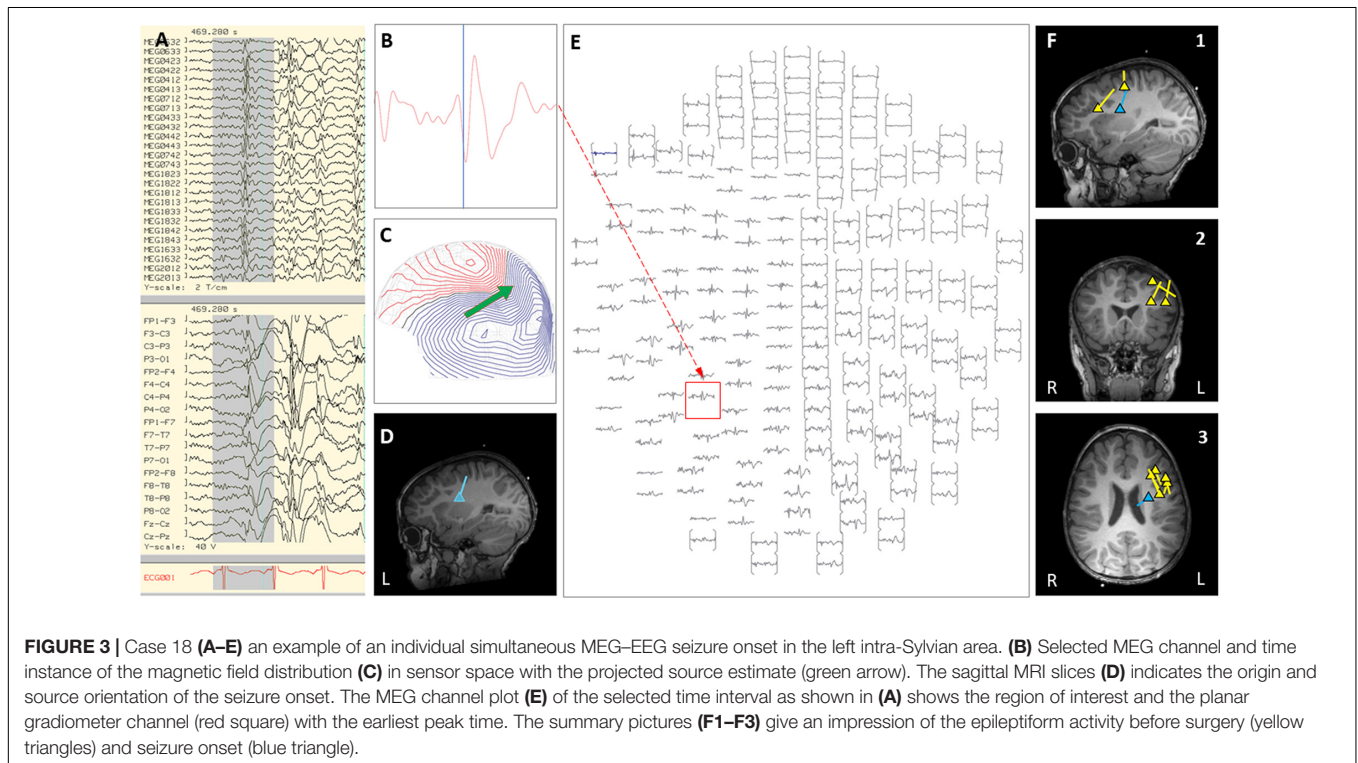 A
469.280 s
MEG0632
MEG0633
MEG0423
MEG0422
MEG0412
MEG0413
MEG0712
MEG0713
MEG0433
MEG0432
MEG0442
MEG0443
MEG0742
MEG0743
MEG1823
MEG1822
MEG1812
MEG1813
MEG1833
MEG1832
MEG1842
MEG1843
MEG1633
MEG1632
MEG2012
MEG2013
Y-scale: 2 T/cm
469.280 s
FP1-F3
F3-C3
C3-P3
P3-O1
FP2-F4
F4-C4
C4-P4
P4-O2
FP1-F7
F7-T7
T7-P7
P7-O1
FP2-F8
F8-T8
T8-P8
P8-O2
Fz-Cz
Cz-Pz
Y-scale: 40 V
ECG001
B
C
D
L
E
F
1
2
R L
3
R L
FIGURE 3 | Case 18 (A–E) an example of an individual simultaneous MEG–EEG seizure onset in the left intra-Sylvian area. (B) Selected MEG channel and time
instance of the magnetic field distribution (C) in sensor space with the projected source estimate (green arrow). The sagittal MRI slices (D) indicates the origin and
source orientation of the seizure onset. The MEG channel plot (E) of the selected time interval as shown in (A) shows the region of interest and the planar
gradiometer channel (red square) with the earliest peak time. The summary pictures (F1–F3) give an impression of the epileptiform activity before surgery (yellow
triangles) and seizure onset (blue triangle).